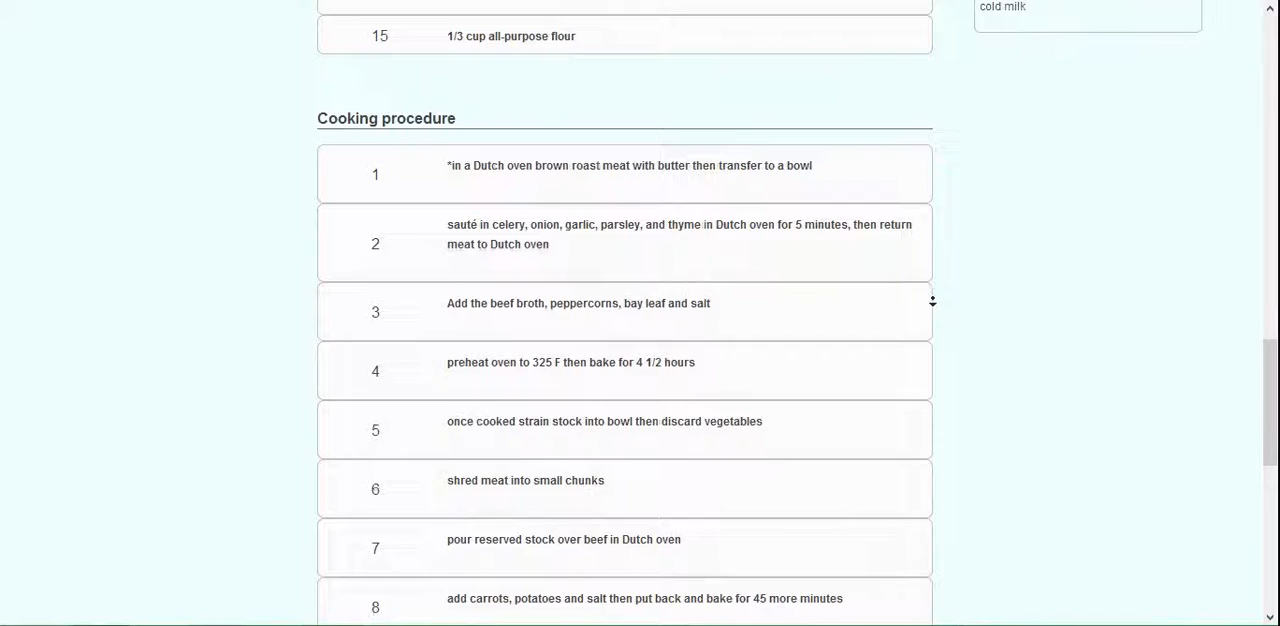 cold milk
15 1/3 cup all-purpose flour
Cooking procedure
1 *in a Dutch oven brown roast meat with butter then transfer to a bowl
2 sauté in celery, onion, garlic, parsley, and thyme in Dutch oven for 5 minutes, then return
meat to Dutch oven
3 Add the beef broth, peppercorns, bay leaf and salt
4 preheat oven to 325 F then bake for 4 1/2 hours
5 once cooked strain stock into bowl then discard vegetables
6 shred meat into small chunks
7 pour reserved stock over beef in Dutch oven
8 add carrots, potatoes and salt then put back and bake for 45 more minutes